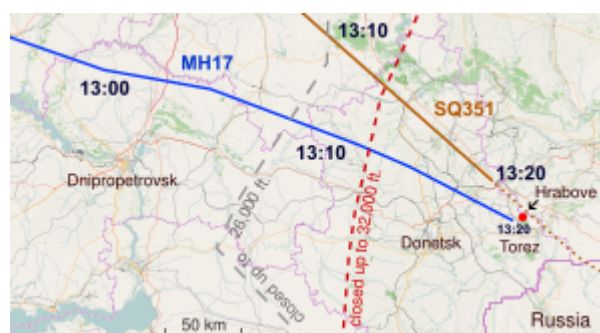 13:10
MH17
13:00
SQ351
13:10
13:20
Dnipropetrovsk
Hrabove
26,000 ft.
closed up to
closed up to 32,000 ft.
13:20
Donetsk
Torez
50 km
Russia